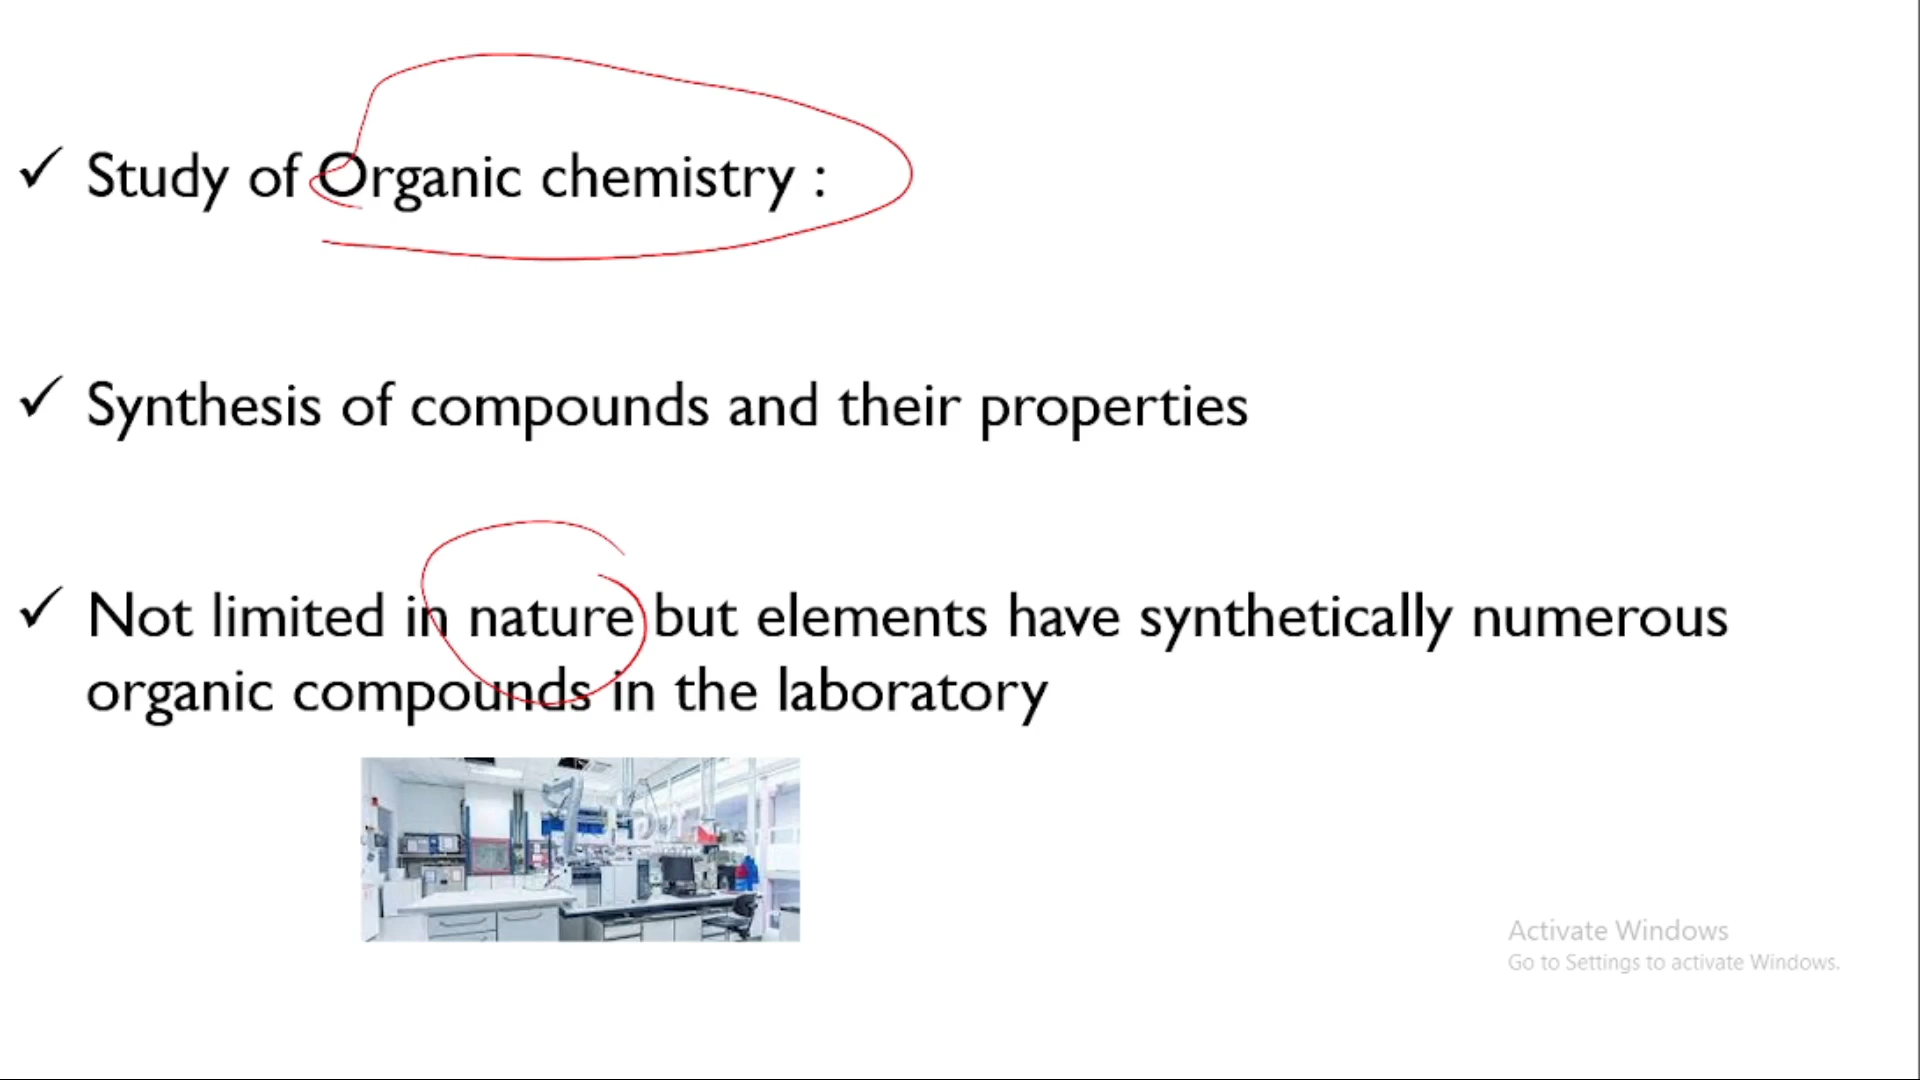 ✓ Study of Organic chemistry :
✓ Synthesis of compounds and their properties
✓ Not limited in nature but elements have synthetically numerous
organic compounds in the laboratory
Activate Windows
Go to Settings to activate Windows.